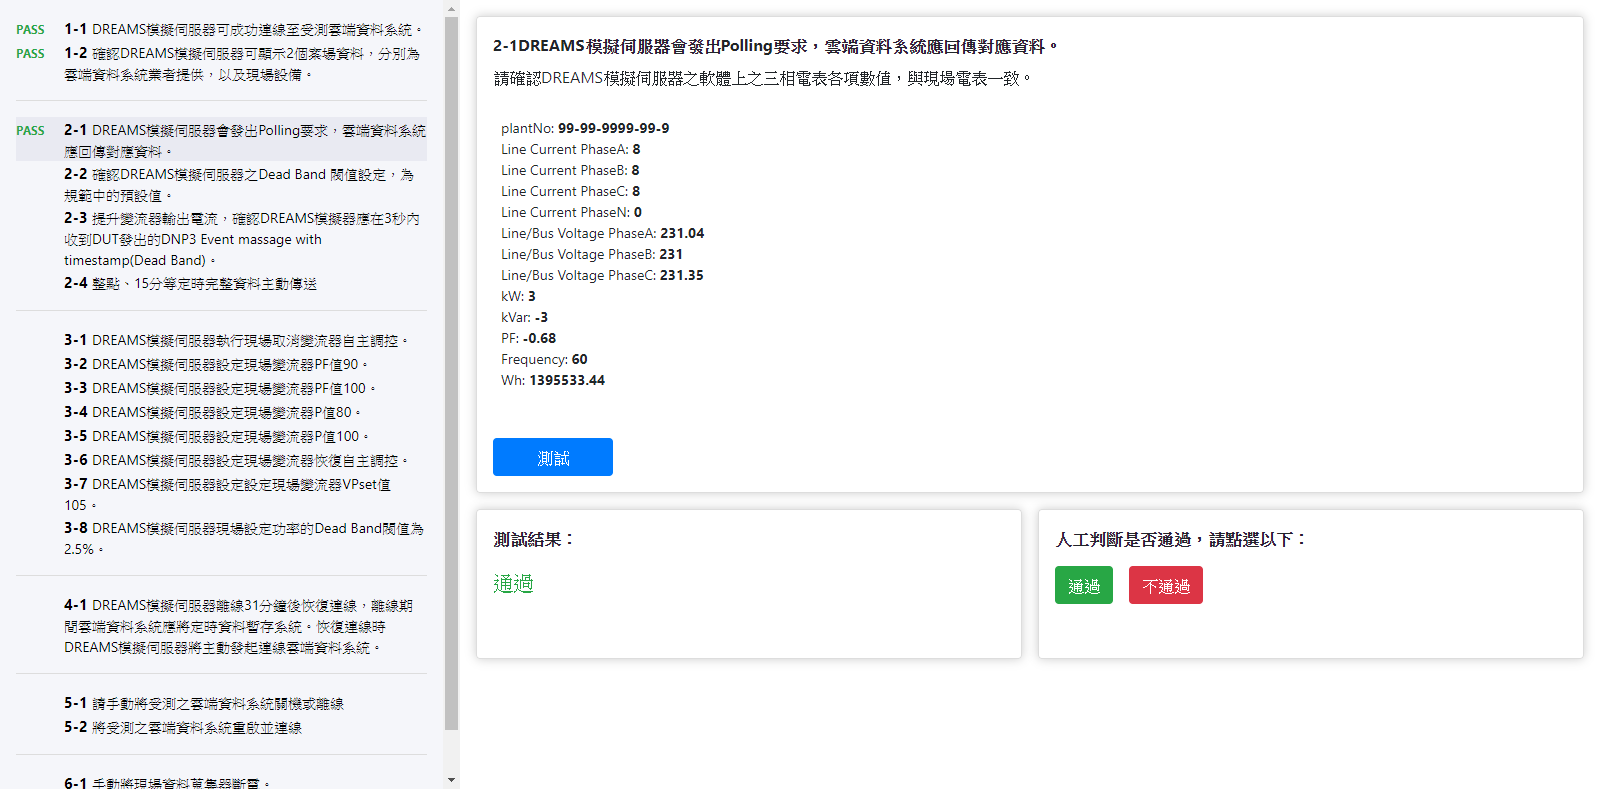 PASS 1-1 DREAMS模擬伺服器可成功連線至受測雲端資料系統。
PASS 1-2 確認DREAMS模擬伺服器可顯示2個案場資料，分別為
雲端資料系統業者提供，以及現場設備。
PASS 2-1 DREAMS模擬伺服器會發出Polling要求，雲端資料系統
應回傳對應資料。
2-2 確認DREAMS模擬伺服器之Dead Band 閥值設定，為
規範中的預設值。
2-3 提升變流器輸出電流，確認DREAMS模擬器應在3秒內
收到DUT發出的DNP3 Event massage with
timestamp(Dead Band)。
2-4 整點、15分等定時完整資料主動傳送
3-1 DREAMS模擬伺服器執行現場取消變流器自主調控。
3-2 DREAMS模擬伺服器設定現場變流器PF值90。
3-3 DREAMS模擬伺服器設定現場變流器PF值100。
3-4 DREAMS模擬伺服器設定現場變流器P值80。
3-5 DREAMS模擬伺服器設定現場變流器P值100。
3-6 DREAMS模擬伺服器設定現場變流器恢復自主調控。
3-7 DREAMS模擬伺服器設定設定現場變流器VPset值
105。
3-8 DREAMS模擬伺服器現場設定功率的Dead Band閥值為
2.5%。
4-1 DREAMS模擬伺服器離線31分鐘後恢復連線，離線期
間雲端資料系統應將定時資料暫存系統。恢復連線時
DREAMS模擬伺服器將主動發起連線雲端資料系統。
5-1 請手動將受測之雲端資料系統關機或離線
5-2 將受測之雲端資料系統重啟並連線
6-1 手動將現場資料蒐集器斷電。
2-1DREAMS模擬伺服器會發出Polling要求，雲端資料系統應回傳對應資料。
請確認DREAMS模擬伺服器之軟體上之三相電表各項數值，與現場電表一致。
plantNo: 99-99-9999-99-9
Line Current PhaseA: 8
Line Current PhaseB: 8
Line Current PhaseC: 8
Line Current PhaseN: 0
Line/Bus Voltage PhaseA: 231.04
Line/Bus Voltage PhaseB: 231
Line/Bus Voltage PhaseC: 231.35
kW: 3
kVar: -3
PF: -0.68
Frequency: 60
Wh: 1395533.44
測試
測試結果：
通過
人工判斷是否通過，請點選以下：
通過 不通過